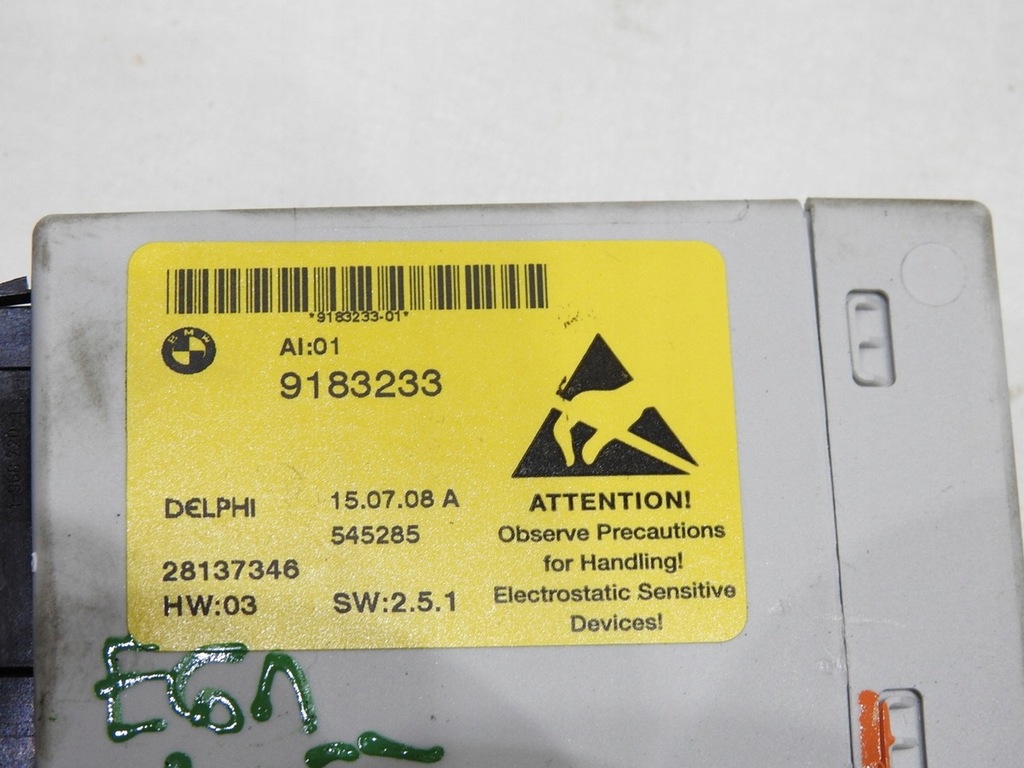 *9183233-01*
BMW
AI:01
9183233
DELPHI
15.07.08 A
545285
28137346
HW:03
SW:2.5.1
ATTENTION!
Observe Precautions
for Handling!
Electrostatic Sensitive
Devices!